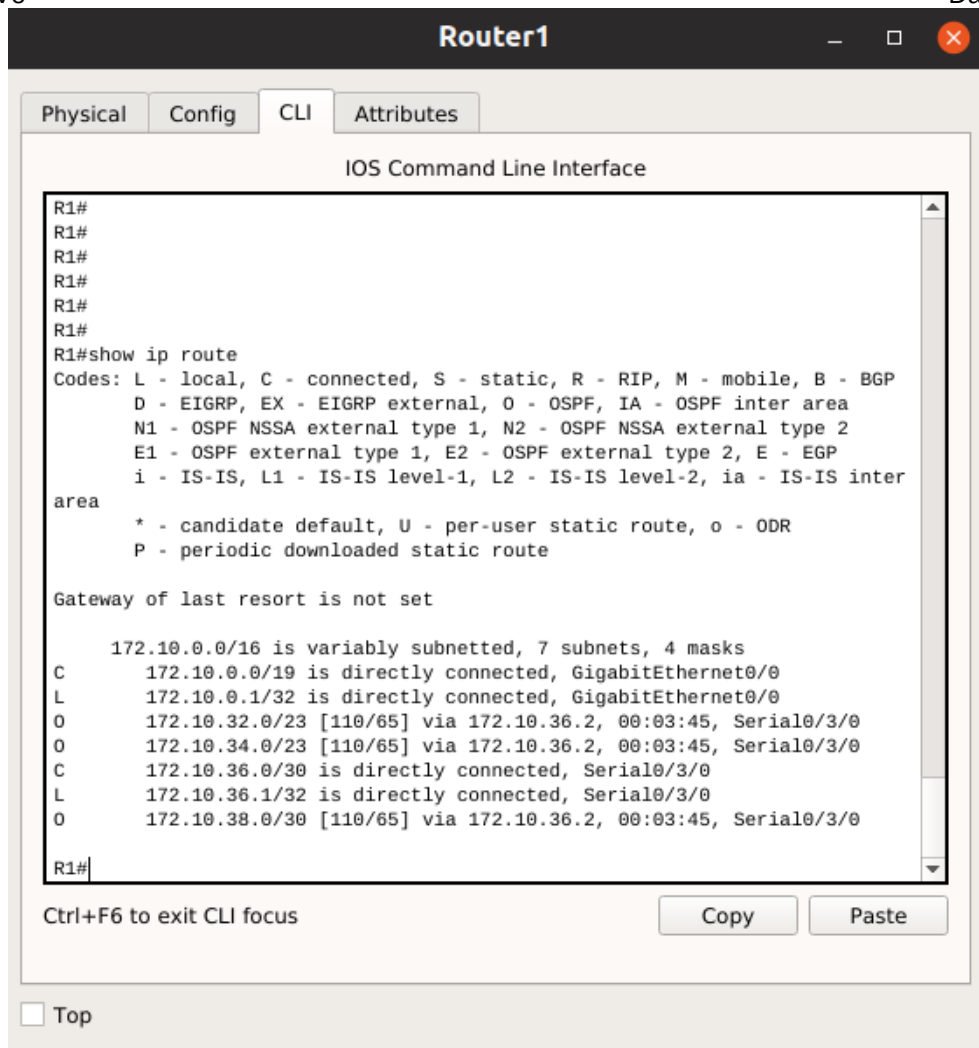 Router1
Physical Config CLI Attributes
IOS Command Line Interface
R1#
R1#
R1#
R1#
R1#
R1#
R1#show ip route
Codes: L - local, C - connected, S - static, R - RIP, M - mobile, B - BGP
       D - EIGRP, EX - EIGRP external, O - OSPF, IA - OSPF inter area
       N1 - OSPF NSSA external type 1, N2 - OSPF NSSA external type 2
       E1 - OSPF external type 1, E2 - OSPF external type 2, E - EGP
       i - IS-IS, L1 - IS-IS level-1, L2 - IS-IS level-2, ia - IS-IS inter
area
       * - candidate default, U - per-user static route, o - ODR
       P - periodic downloaded static route
Gateway of last resort is not set
     172.10.0.0/16 is variably subnetted, 7 subnets, 4 masks
C       172.10.0.0/19 is directly connected, GigabitEthernet0/0
L       172.10.0.1/32 is directly connected, GigabitEthernet0/0
O       172.10.32.0/23 [110/65] via 172.10.36.2, 00:03:45, Serial0/3/0
O       172.10.34.0/23 [110/65] via 172.10.36.2, 00:03:45, Serial0/3/0
C       172.10.36.0/30 is directly connected, Serial0/3/0
L       172.10.36.1/32 is directly connected, Serial0/3/0
O       172.10.38.0/30 [110/65] via 172.10.36.2, 00:03:45, Serial0/3/0
R1#
Ctrl+F6 to exit CLI focus
Copy Paste
Top